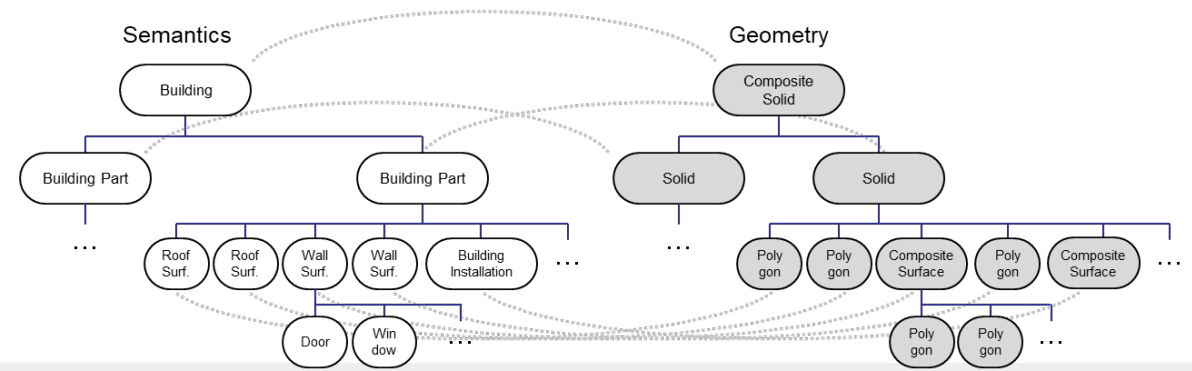 Semantics
Geometry
Building
Composite
Solid
Building Part
Building Part
Solid
Solid
...
...
Roof
Surf.
Roof
Surf.
Wall
Surf.
Wall
Surf.
Building
Installation
...
Poly
gon
Poly
gon
Composite
Surface
Poly
gon
Composite
Surface
...
Door
Win
dow
...
Poly
gon
Poly
gon
...